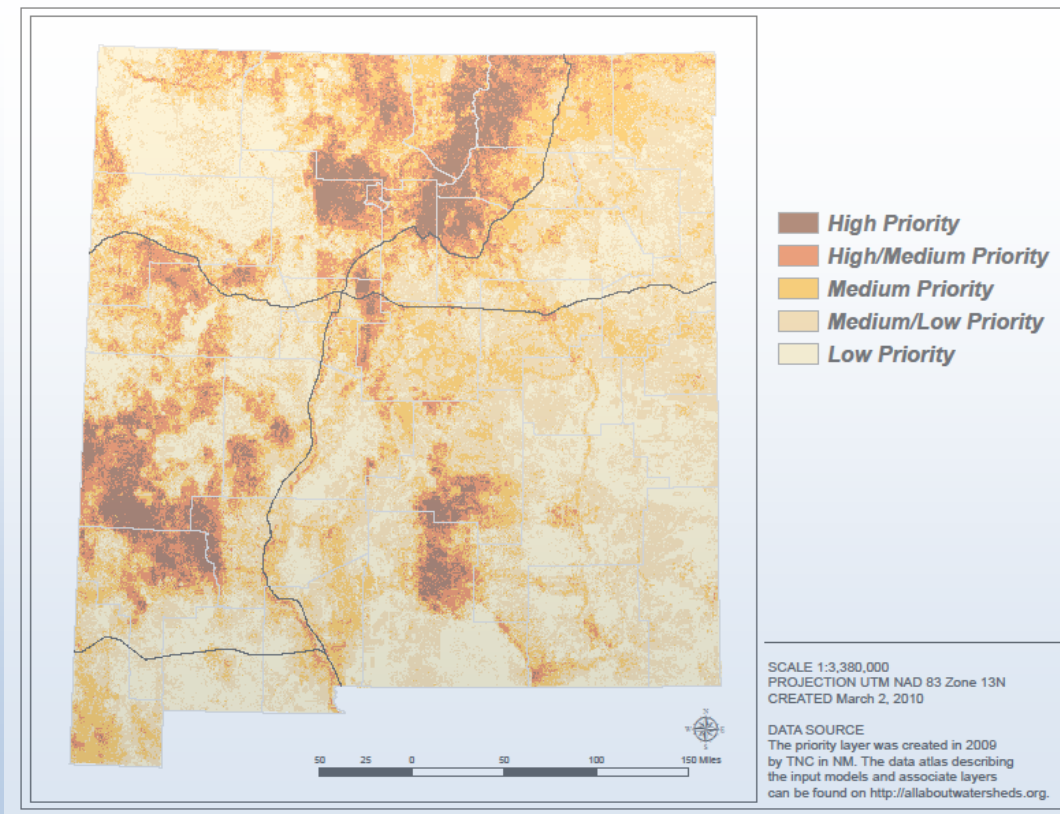 High Priority
High/Medium Priority
Medium Priority
Medium/Low Priority
Low Priority
SCALE 1:3,380,000
PROJECTION UTM NAD 83 Zone 13N
CREATED March 2, 2010
DATA SOURCE
The priority layer was created in 2009
by TNC in NM. The data atlas describing
the input models and associate layers
can be found on http://allaboutwatersheds.org.
50 25 0 50 100 150 Miles